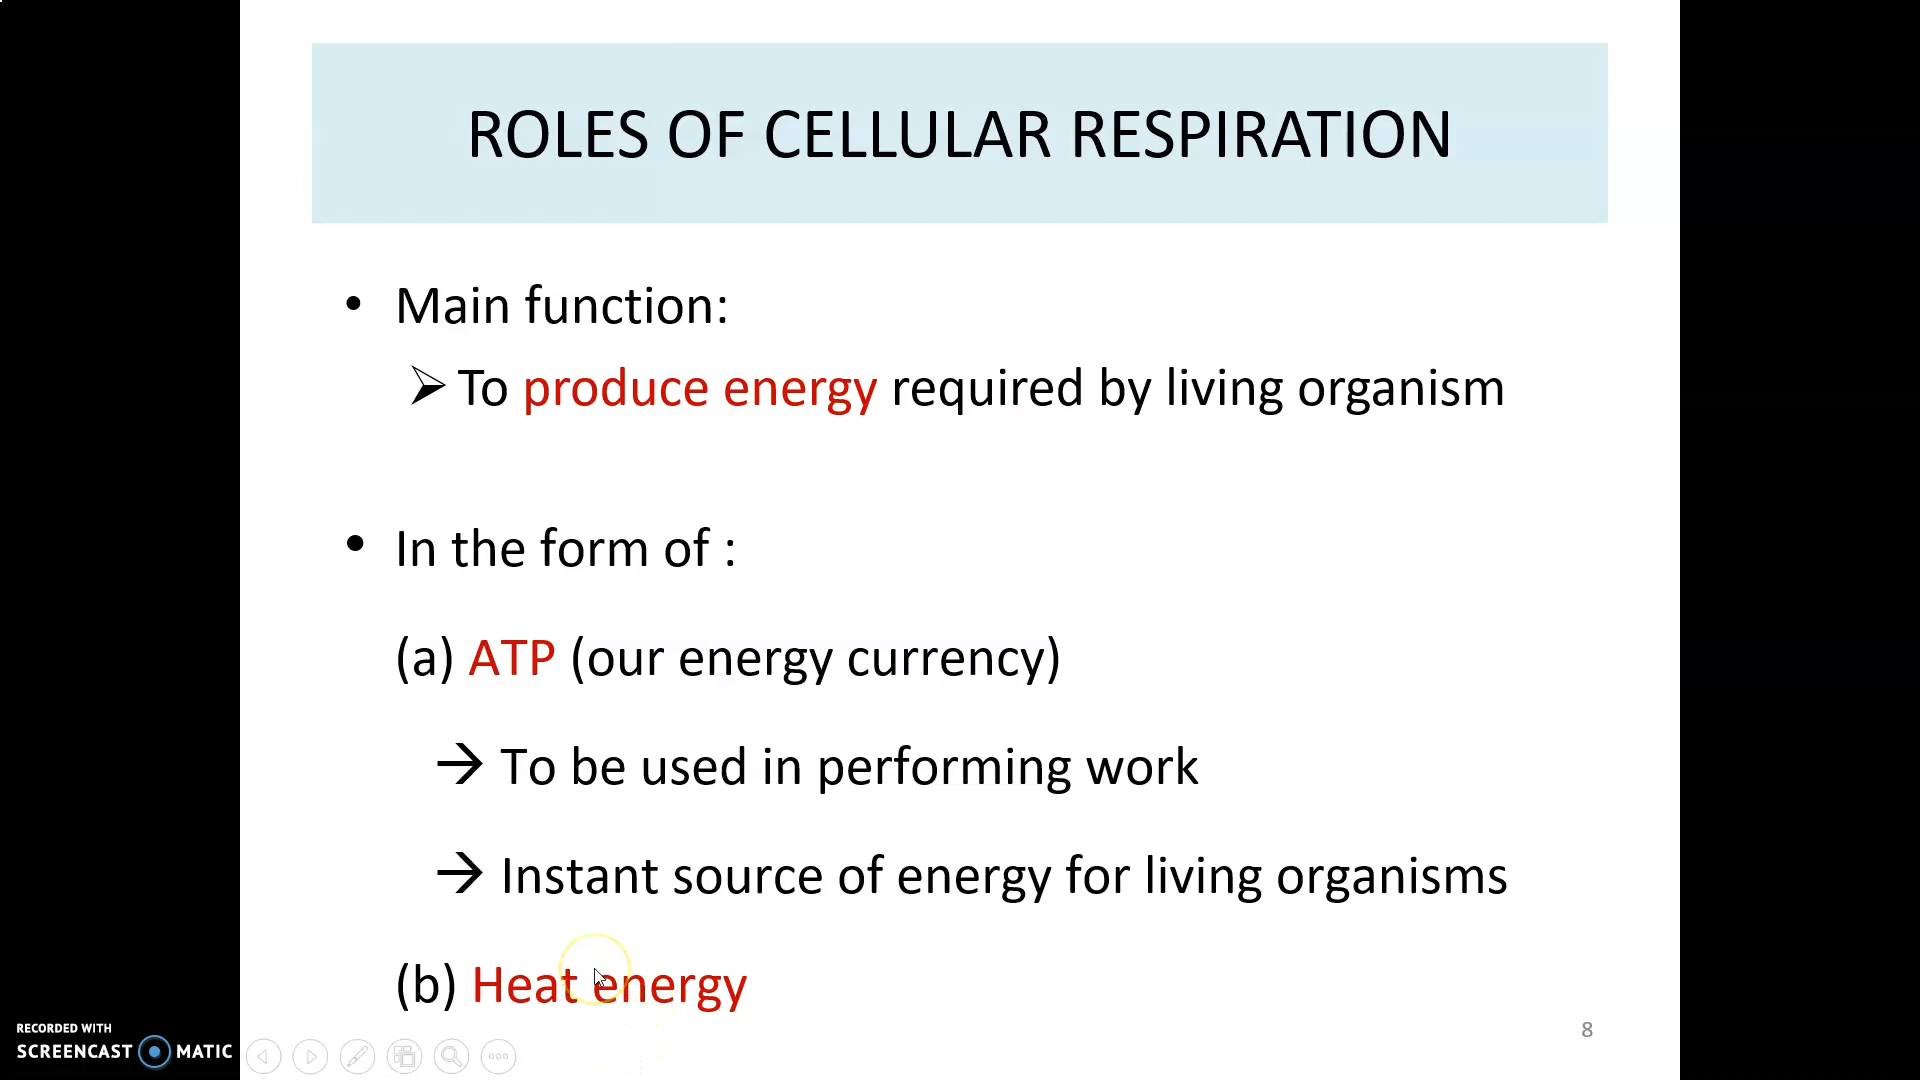 ROLES OF CELLULAR RESPIRATION
• Main function:
➢ To produce energy required by living organism
• In the form of :
(a) ATP (our energy currency)
→ To be used in performing work
→ Instant source of energy for living organisms
(b) Heat energy
8
RECORDED WITH
SCREENCAST MATIC